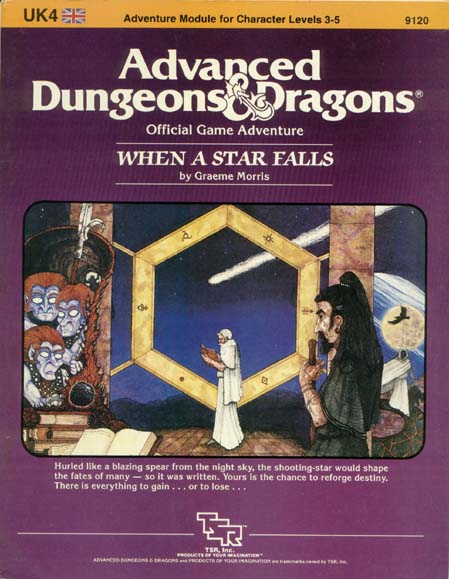 UK4
Adventure Module for Character Levels 3-5
9120
Advanced
Dungeons & Dragons®
Official Game Adventure
WHEN A STAR FALLS
by Graeme Morris
Hurled like a blazing spear from the night sky, the shooting-star would shape
the fates of many — so it was written. Yours is the chance to reforge destiny.
There is everything to gain . . . or to lose . . .
TSR
TSR, Inc.
PRODUCTS OF YOUR IMAGINATION™
ADVANCED DUNGEONS & DRAGONS and PRODUCTS OF YOUR IMAGINATION are trademarks owned by TSR, Inc.